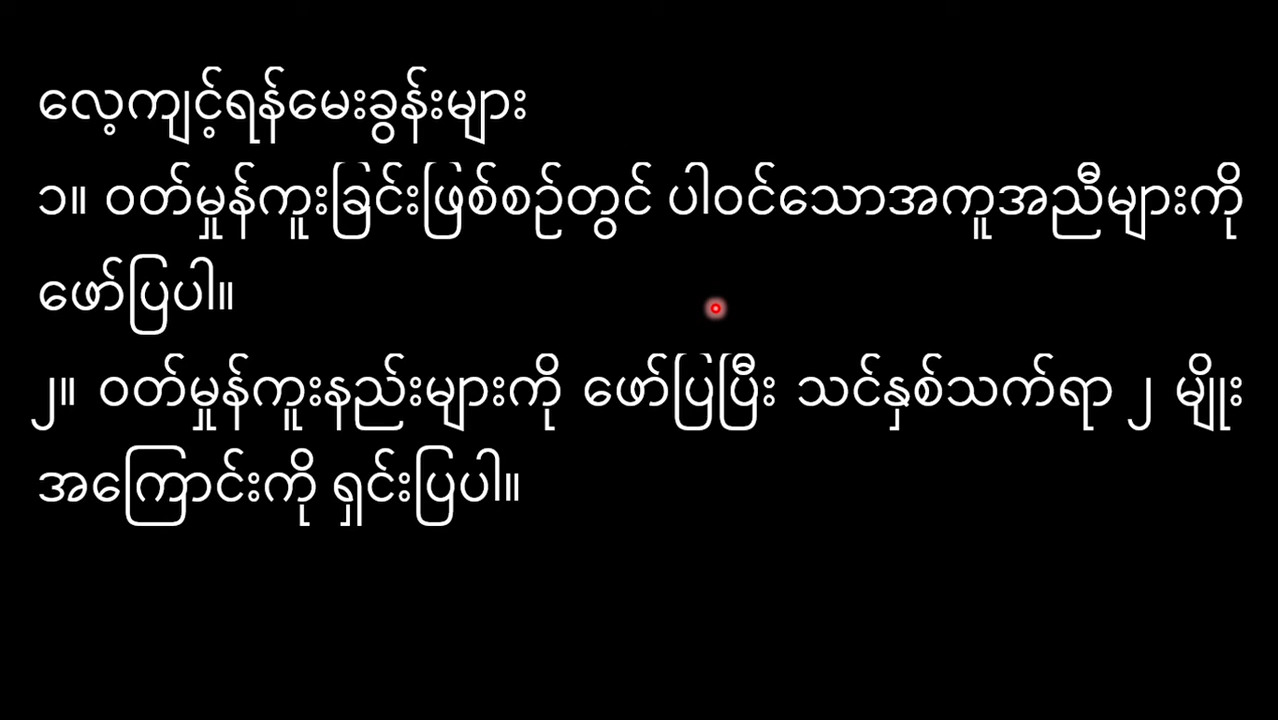 လေ့ကျင့်ရန်မေးခွန်းများ
၁။ ဝတ်မှုန်ကူးခြင်းဖြစ်စဉ်တွင် ပါဝင်သောအကူအညီများကို
ဖော်ပြပါ။
၂။ ဝတ်မှုန်ကူးနည်းများကို ဖော်ပြပြီး သင်နှစ်သက်ရာ ၂ မျိုး
အကြောင်းကို ရှင်းပြပါ။